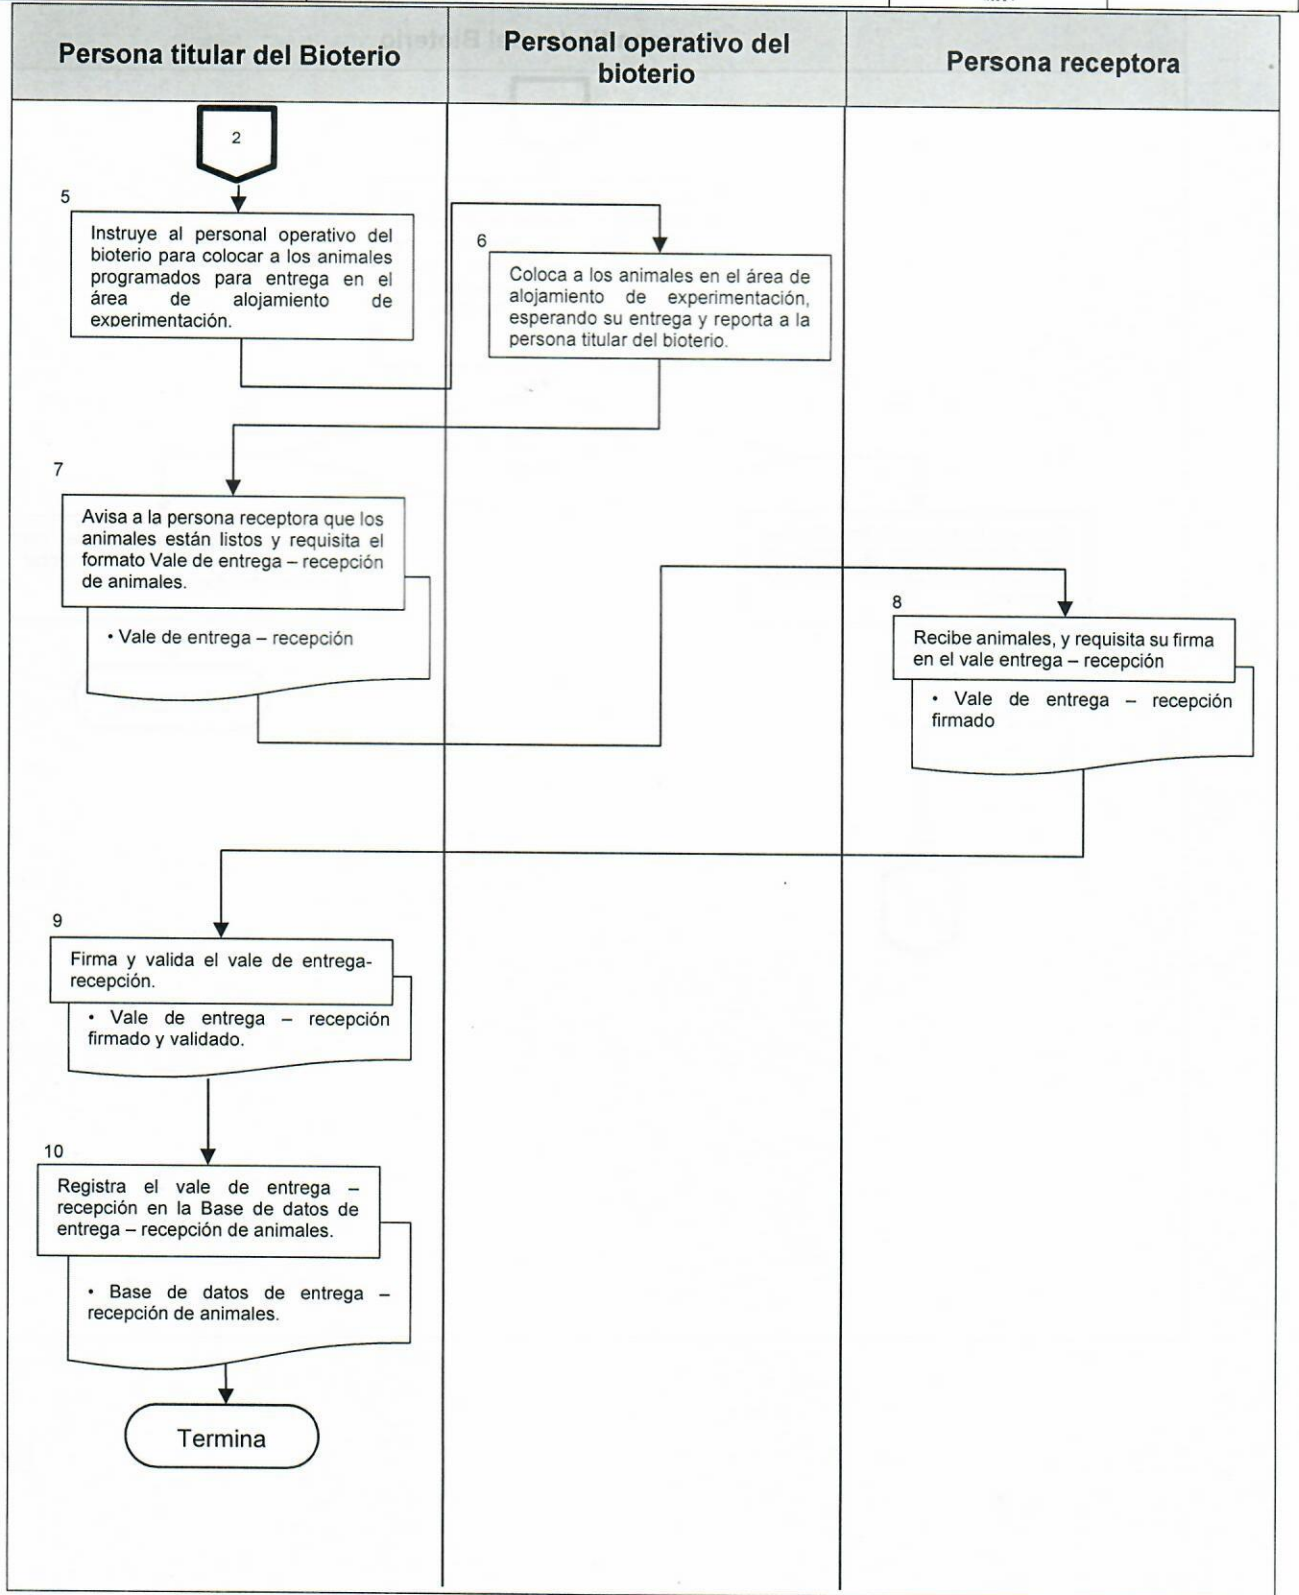 Persona titular del Bioterio
Personal operativo del
bioterio
Persona receptora
2
5
Instruye al personal operativo del
bioterio para colocar a los animales
programados para entrega en el
área de alojamiento de
experimentación.
6
Coloca a los animales en el área de
alojamiento de experimentación,
esperando su entrega y reporta a la
persona titular del bioterio.
7
Avisa a la persona receptora que los
animales están listos y requisita el
formato Vale de entrega – recepción
de animales.
• Vale de entrega – recepción
8
Recibe animales, y requisita su firma
en el vale entrega – recepción
• Vale de entrega – recepción
firmado
9
Firma y valida el vale de entrega-
recepción.
• Vale de entrega – recepción
firmado y validado.
10
Registra el vale de entrega –
recepción en la Base de datos de
entrega – recepción de animales.
• Base de datos de entrega –
recepción de animales.
Termina